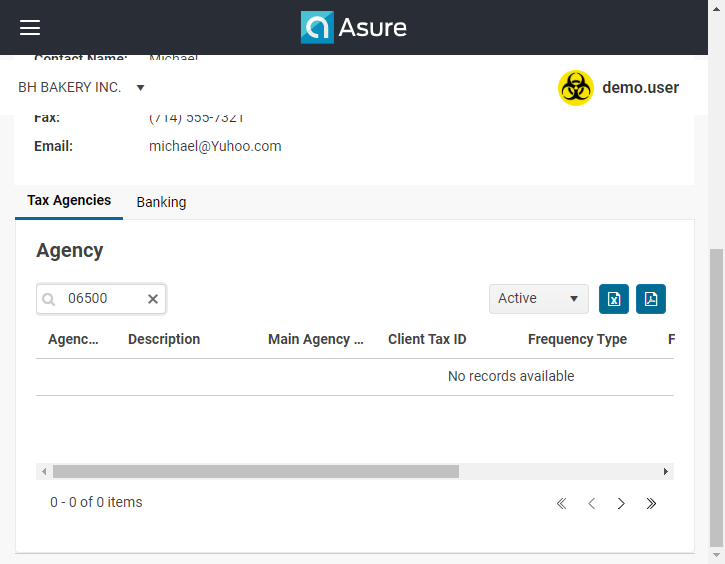 Asure
Contact Name: Michael
BH BAKERY INC.
demo.user
Fax: (714) 555-7321
Email: michael@Yuhoo.com
Tax Agencies Banking
Agency
06500
Active
Agenc... Description Main Agency ... Client Tax ID Frequency Type F
No records available
0 - 0 of 0 items